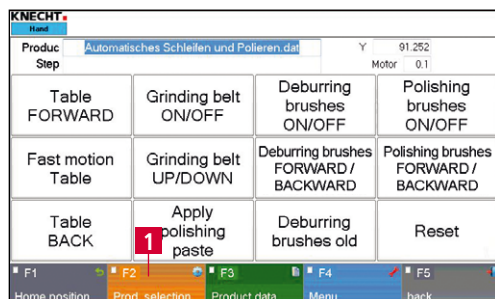 KNECHT
Hand
Produc Automatisches Schleifen und Polieren.dat Y 91.252
Step Motor 0.1
Table FORWARD
Grinding belt ON/OFF
Deburring brushes ON/OFF
Polishing brushes ON/OFF
Fast motion Table
Grinding belt UP/DOWN
Deburring brushes FORWARD / BACKWARD
Polishing brushes FORWARD / BACKWARD
Table BACK
Apply polishing paste
Deburring brushes old
Reset
1
F1 F2 F3 F4 F5
Home position Prod. selection Product data Menu back